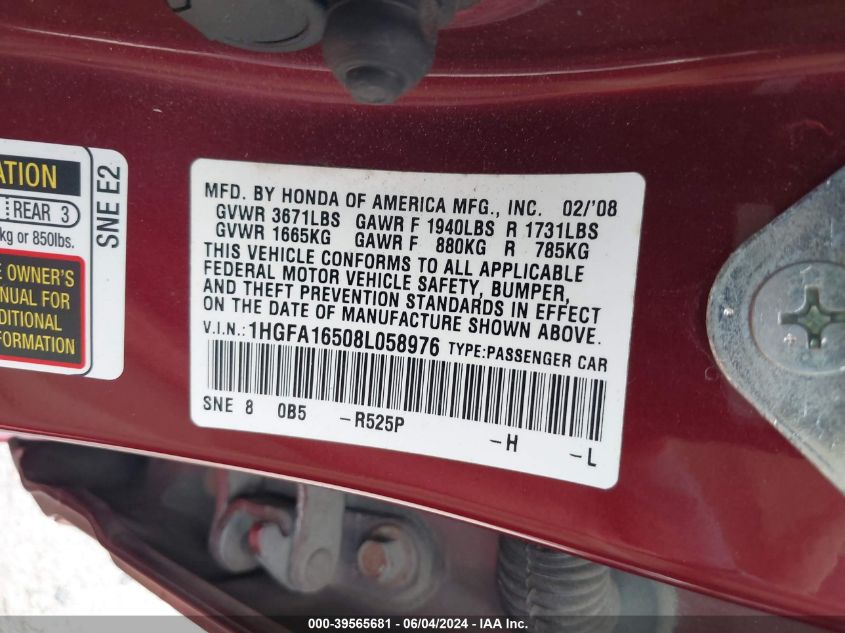 ATION
REAR 3
kg or 850lbs.
E OWNER'S
NUAL FOR
DITIONAL
FORMATION
SNE E2
MFD. BY HONDA OF AMERICA MFG., INC. 02/'08
GVWR 3671LBS GAWR F 1940LBS R 1731LBS
GVWR 1665KG GAWR F 880KG R 785KG
THIS VEHICLE CONFORMS TO ALL APPLICABLE
FEDERAL MOTOR VEHICLE SAFETY, BUMPER,
AND THEFT PREVENTION STANDARDS IN EFFECT
ON THE DATE OF MANUFACTURE SHOWN ABOVE.
V.I.N.: 1HGFA16508L058976 TYPE:PASSENGER CAR
SNE 8 0B5 -R525P -H -L
000-39565681 - 06/04/2024 - IAA Inc.